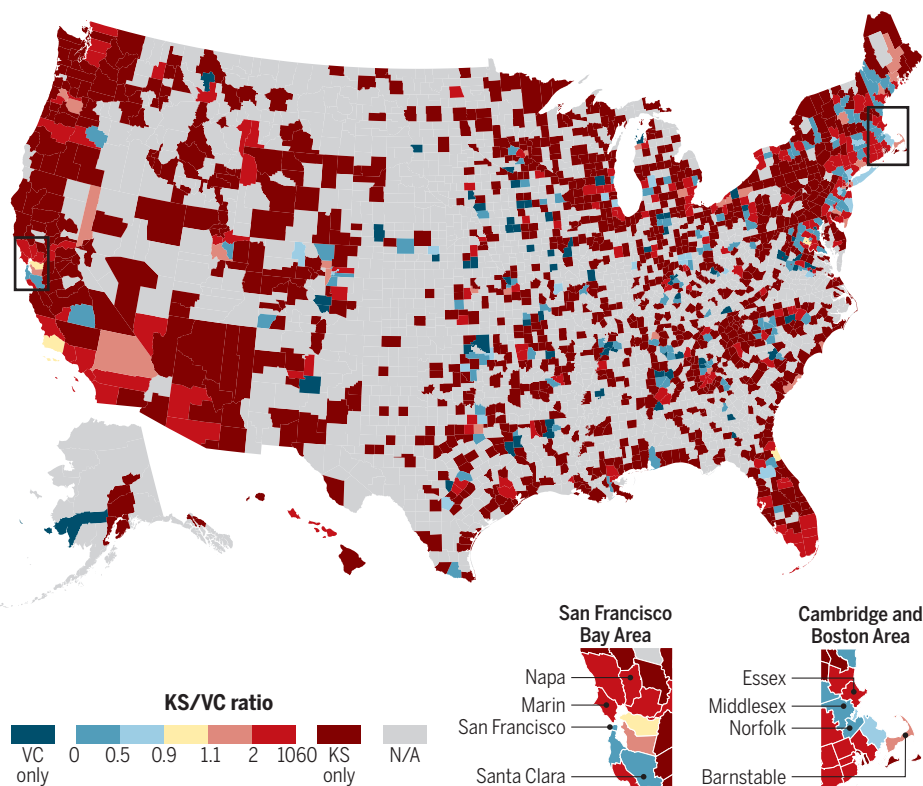 San Francisco
Bay Area
Napa
Marin
San Francisco
Santa Clara
Cambridge and
Boston Area
Essex
Middlesex
Norfolk
Barnstable
KS/VC ratio
VC
only
0 0.5 0.9 1.1 2 1060
KS
only
N/A